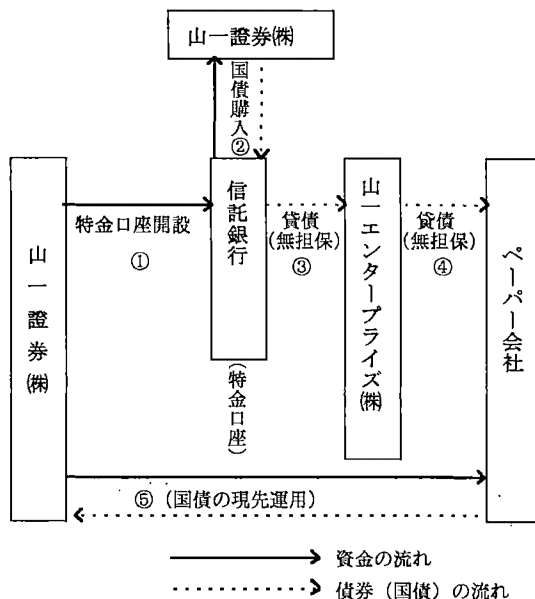 山一證券㈱
国債購入
②
山一證券㈱
特金口座開設
①
信託銀行
（特金口座）
貸債
（無担保）
③
山一エンタープライズ㈱
貸債
（無担保）
④
ペーパー会社
⑤（国債の現先運用）
資金の流れ
債券（国債）の流れ